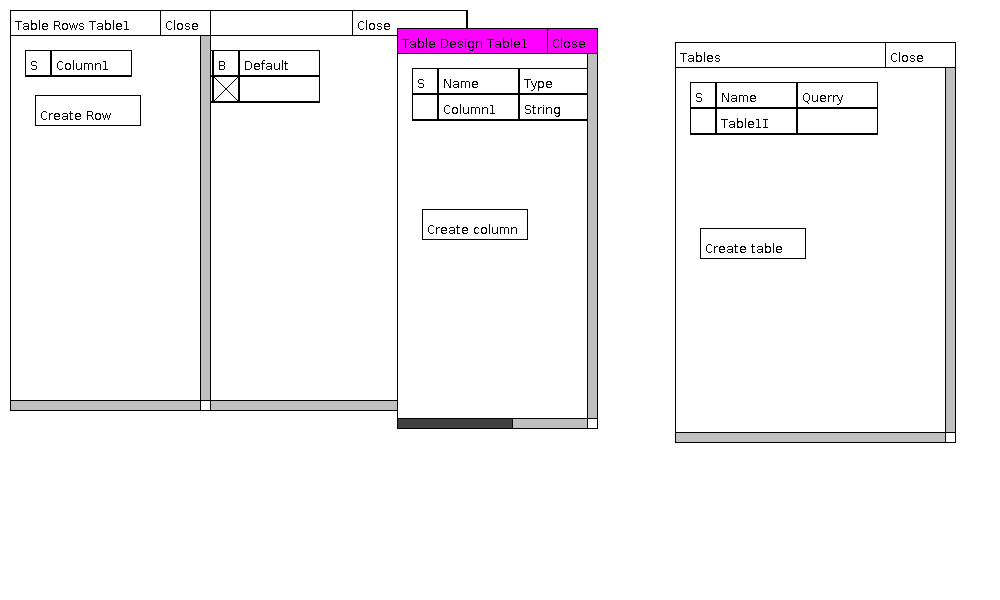 Table Rows Table1 Close
S Column1
Create Row
Close
B Default
Table Design Table1 Close
S Name Type
Column1 String
Create column
Tables Close
S Name Querry
Table1I
Create table